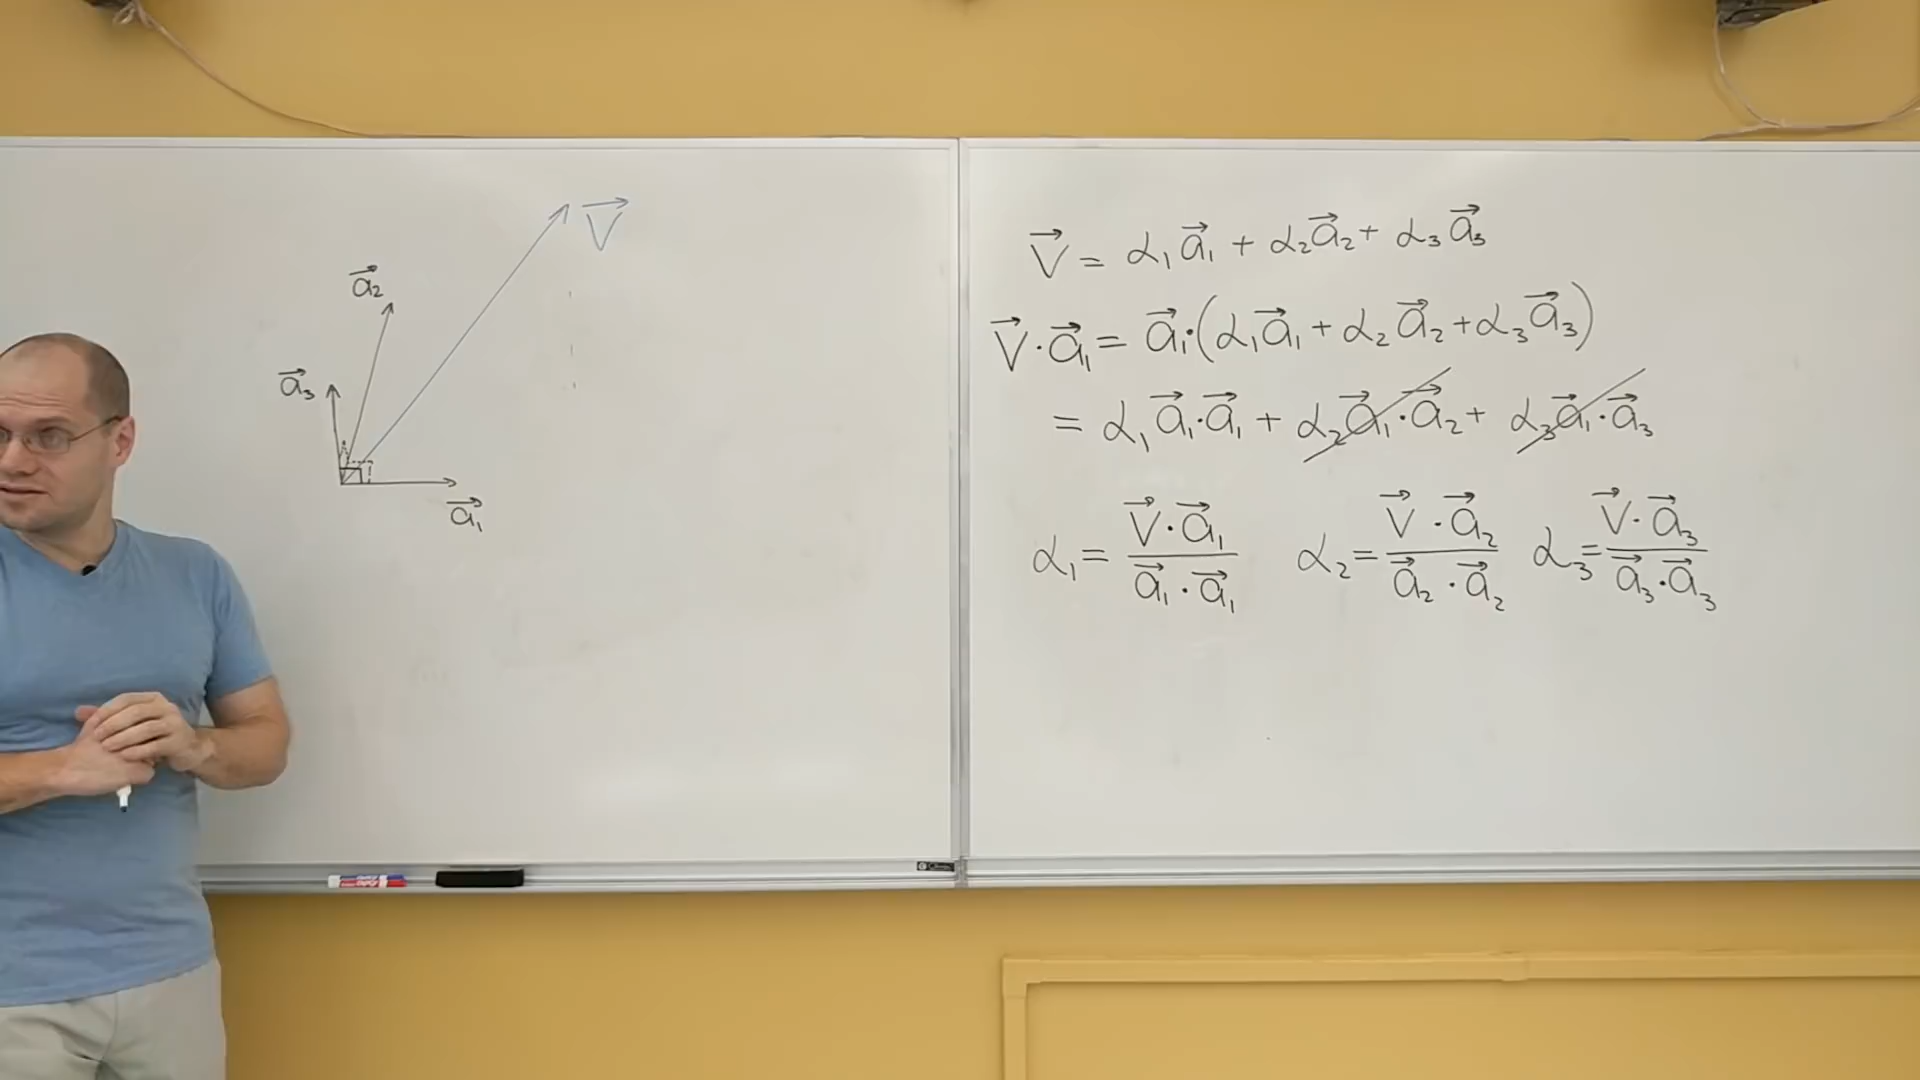 V⃗
a⃗₂
a⃗₃
a⃗₁
V⃗ = α₁a⃗₁ + α₂a⃗₂ + α₃a⃗₃
V⃗·a⃗₁ = a⃗₁·(α₁a⃗₁ + α₂a⃗₂ + α₃a⃗₃)
= α₁a⃗₁·a⃗₁ + α₂a⃗₁·a⃗₂ + α₃a⃗₁·a⃗₃
α₁ = (V⃗·a⃗₁)/(a⃗₁·a⃗₁) α₂ = (V⃗·a⃗₂)/(a⃗₂·a⃗₂) α₃ = (V⃗·a⃗₃)/(a⃗₃·a⃗₃)